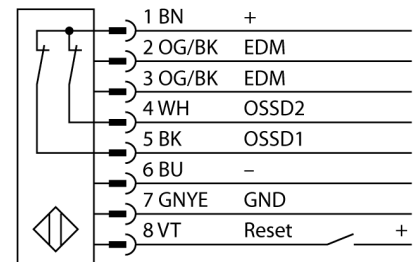 1 BN +
2 OG/BK EDM
3 OG/BK EDM
4 WH OSSD2
5 BK OSSD1
6 BU –
7 GNYE GND
8 VT Reset +